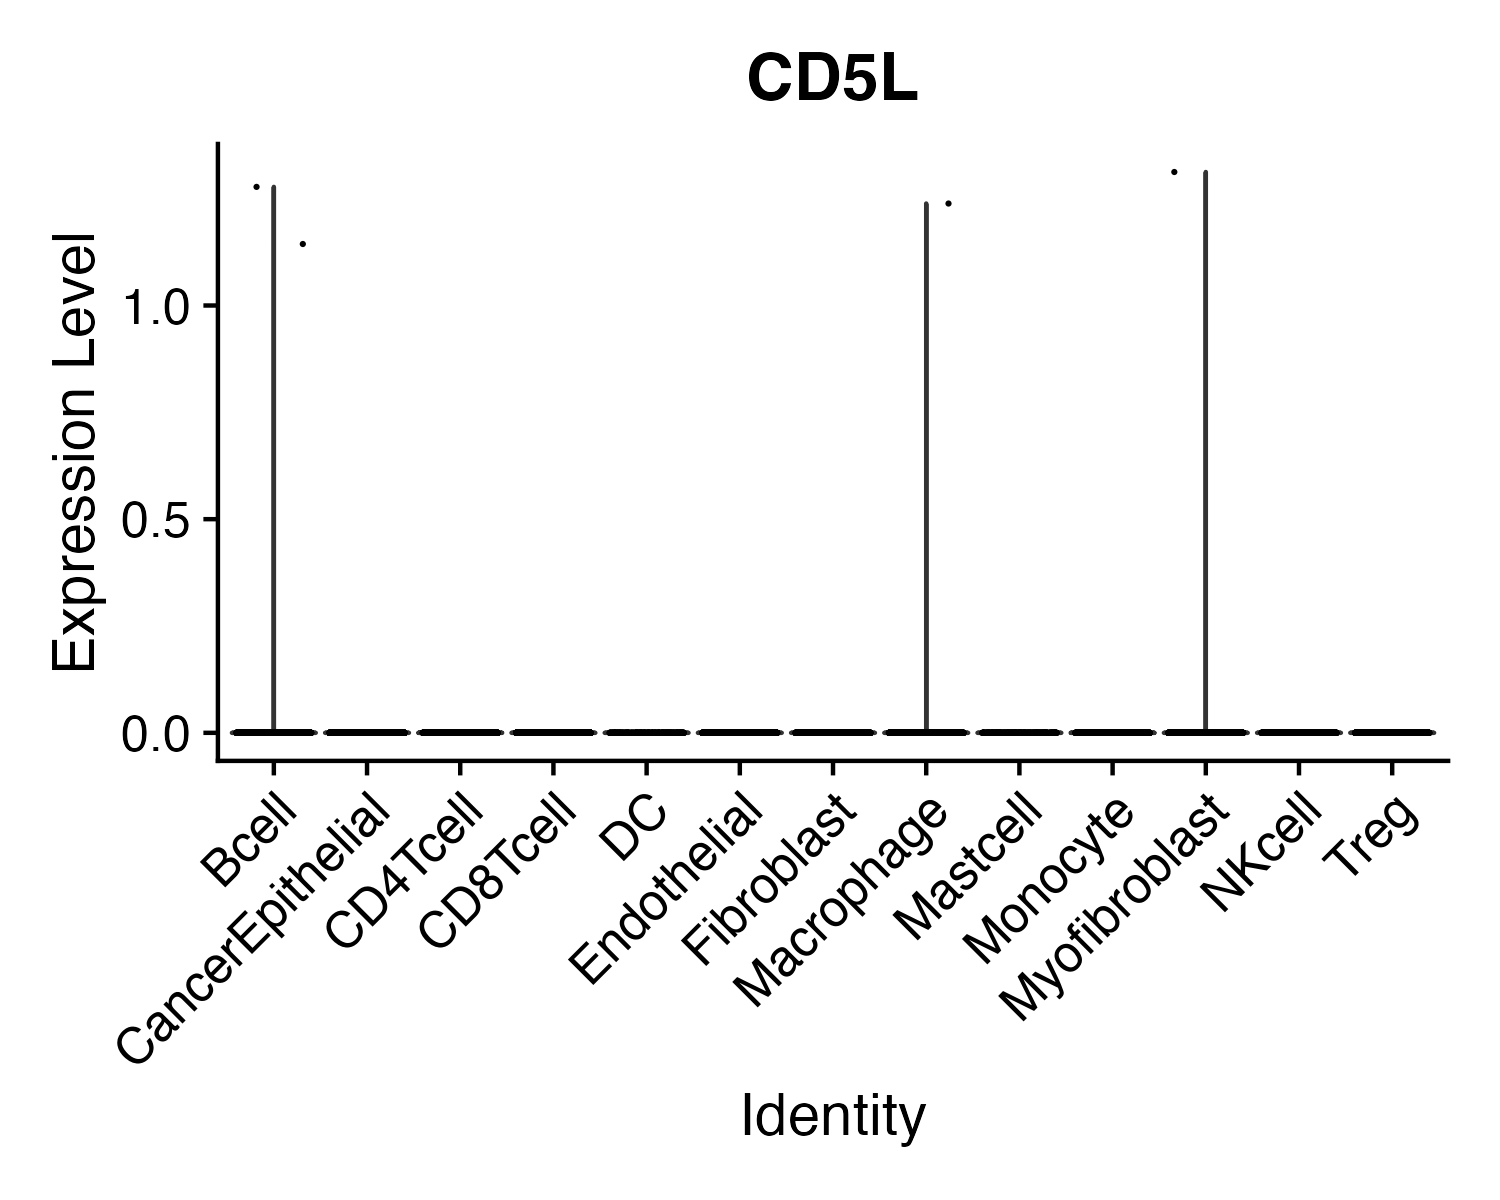 CD5L
Expression Level
1.0
0.5
0.0
Bcell
CancerEpithelial
CD4Tcell
CD8Tcell
DC
Endothelial
Fibroblast
Macrophage
Mastcell
Monocyte
Myofibroblast
NKcell
Treg
Identity